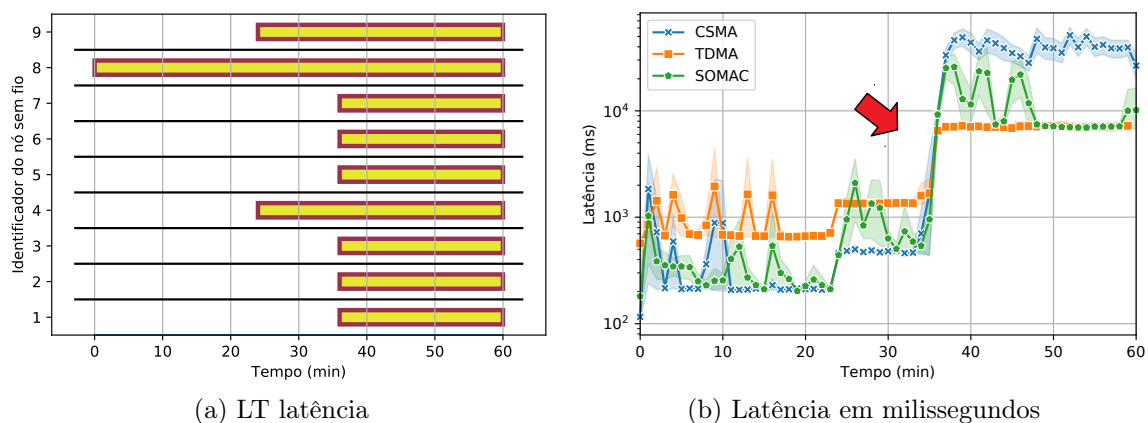 Identificador do nó sem fio
9
8
7
6
5
4
3
2
1
0 10 20 30 40 50 60
Tempo (min)
(a) LT latência
CSMA
TDMA
SOMAC
Latência (ms)
10^4
10^3
10^2
0 10 20 30 40 50 60
Tempo (min)
(b) Latência em milissegundos